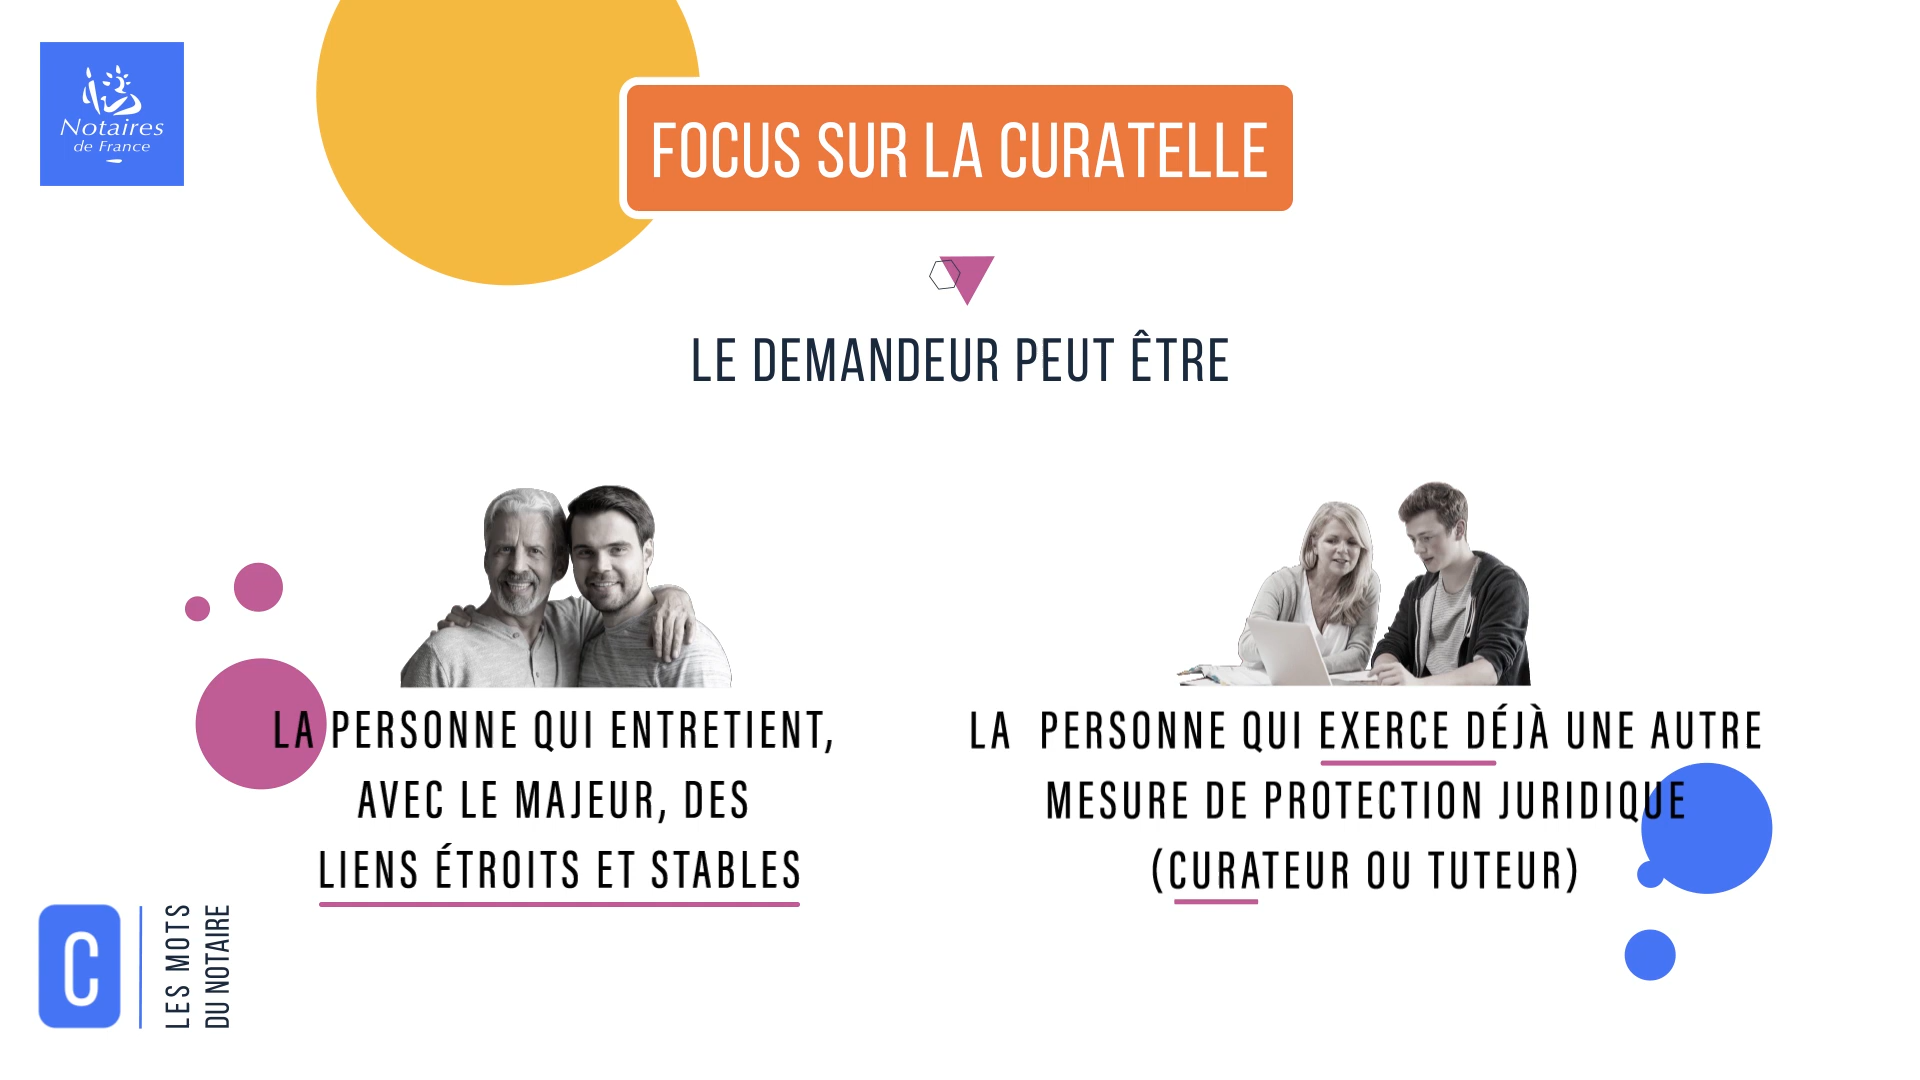 Notaires
de France
FOCUS SUR LA CURATELLE
LE DEMANDEUR PEUT ÊTRE
LA PERSONNE QUI ENTRETIENT,
AVEC LE MAJEUR, DES
LIENS ÉTROITS ET STABLES
LA PERSONNE QUI EXERCE DÉJÀ UNE AUTRE
MESURE DE PROTECTION JURIDIQUE
(CURATEUR OU TUTEUR)
C
LES MOTS
DU NOTAIRE